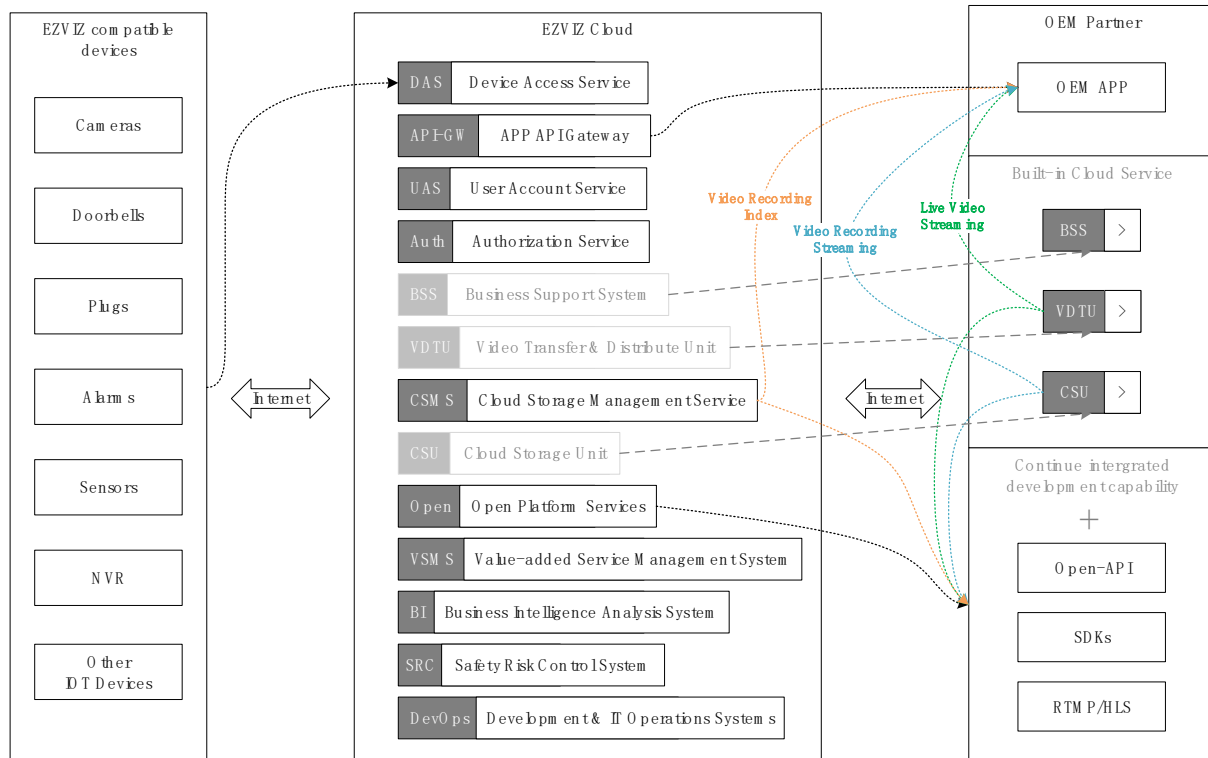 EZVIZ compatible
devices
Cameras
Doorbells
Plugs
Alarms
Sensors
NVR
Other
IOT Devices
Internet
EZVIZ Cloud
DAS Device Access Service
API-GW APP API Gateway
UAS User Account Service
Auth Authorization Service
BSS Business Support System
VDTU Video Transfer & Distribute Unit
CSMS Cloud Storage Management Service
CSU Cloud Storage Unit
Open Open Platform Services
VSMS Value-added Service Management System
BI Business Intelligence Analysis System
SRC Safety Risk Control System
DevOps Development & IT Operations Systems
Video Recording
Index
Video Recording
Streaming
Live Video
Streaming
Internet
OEM Partner
OEM APP
Built-in Cloud Service
BSS >
VDTU >
CSU >
Continue intergrated
development capability
+
Open-API
SDKs
RTMP/HLS